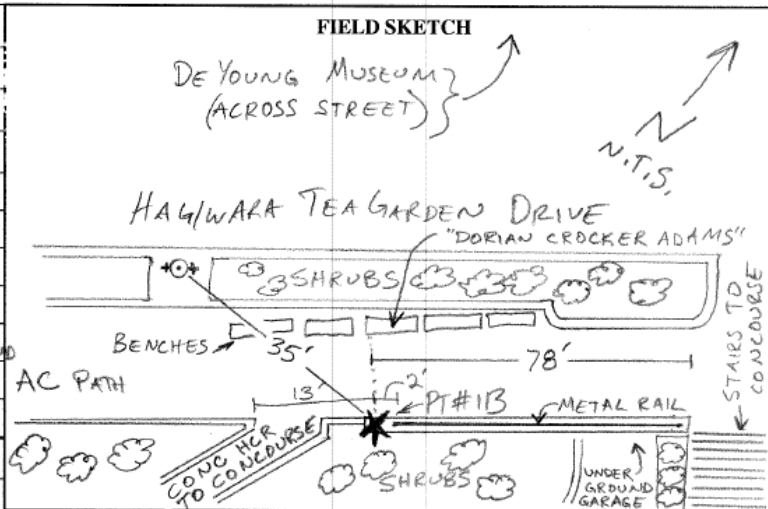 FIELD SKETCH
DE YOUNG MUSEUM
(ACROSS STREET)
N
N.T.S.
HAGIWARA TEA GARDEN DRIVE
"DORIAN CROCKER ADAMS"
SHRUBS
BENCHES
35'
78'
STAIRS TO
CONCOURSE
AC PATH
13'
2'
PT#1B
METAL RAIL
CONC HCR
TO CONCOURSE
SHRUBS
UNDER
GROUND
GARAGE